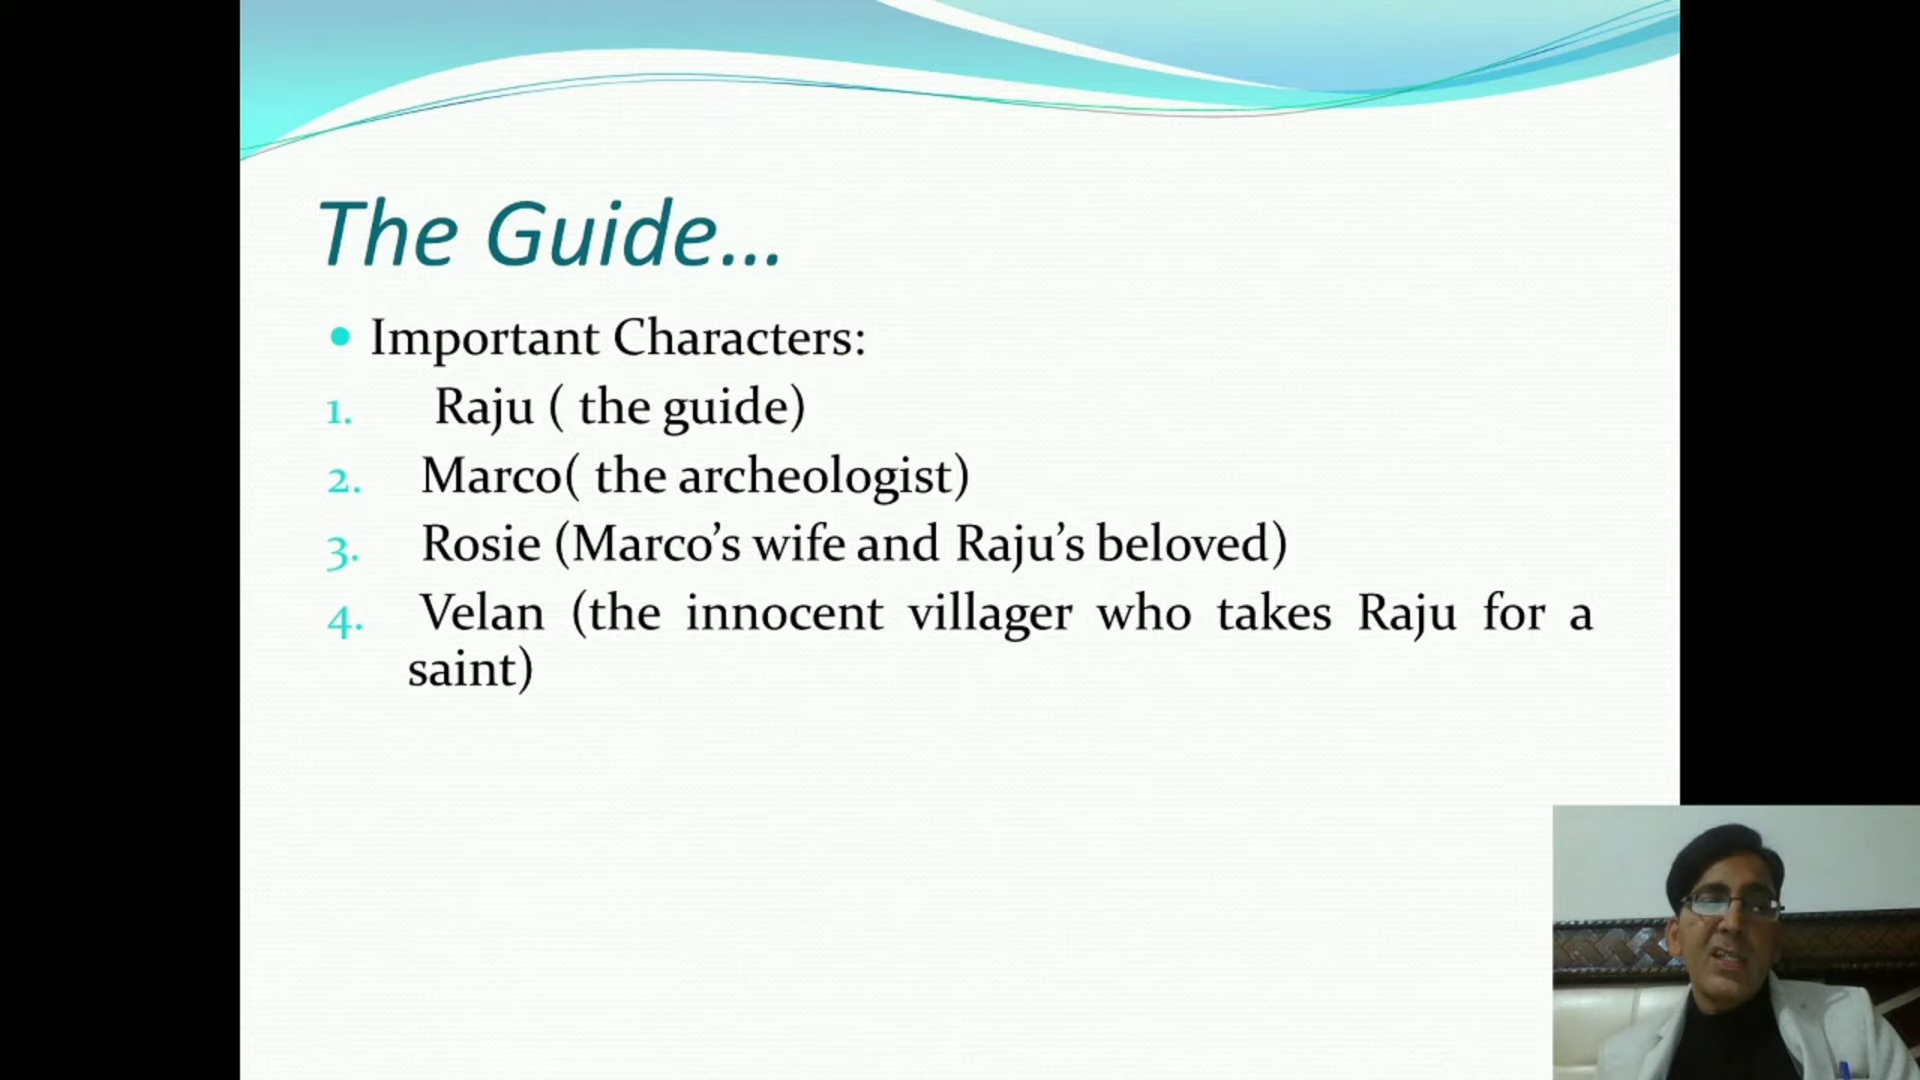 The Guide...
• Important Characters:
1. Raju ( the guide)
2. Marco( the archeologist)
3. Rosie (Marco’s wife and Raju’s beloved)
4. Velan (the innocent villager who takes Raju for a
saint)